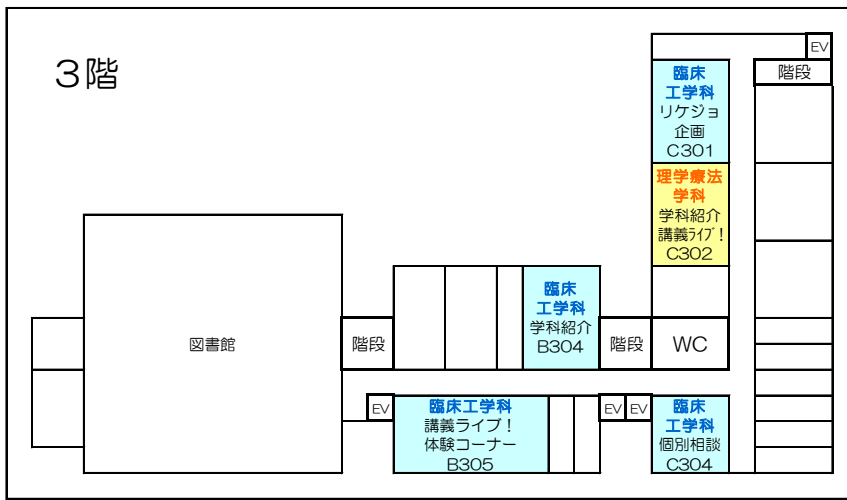 3階
EV
階段
臨床
工学科
リケジョ
企画
C301
理学療法
学科
学科紹介
講義ライブ!
C302
臨床
工学科
学科紹介
B304
図書館
階段
階段
WC
EV
臨床工学科
講義ライブ!
体験コーナー
B305
EV
EV
臨床
工学科
個別相談
C304